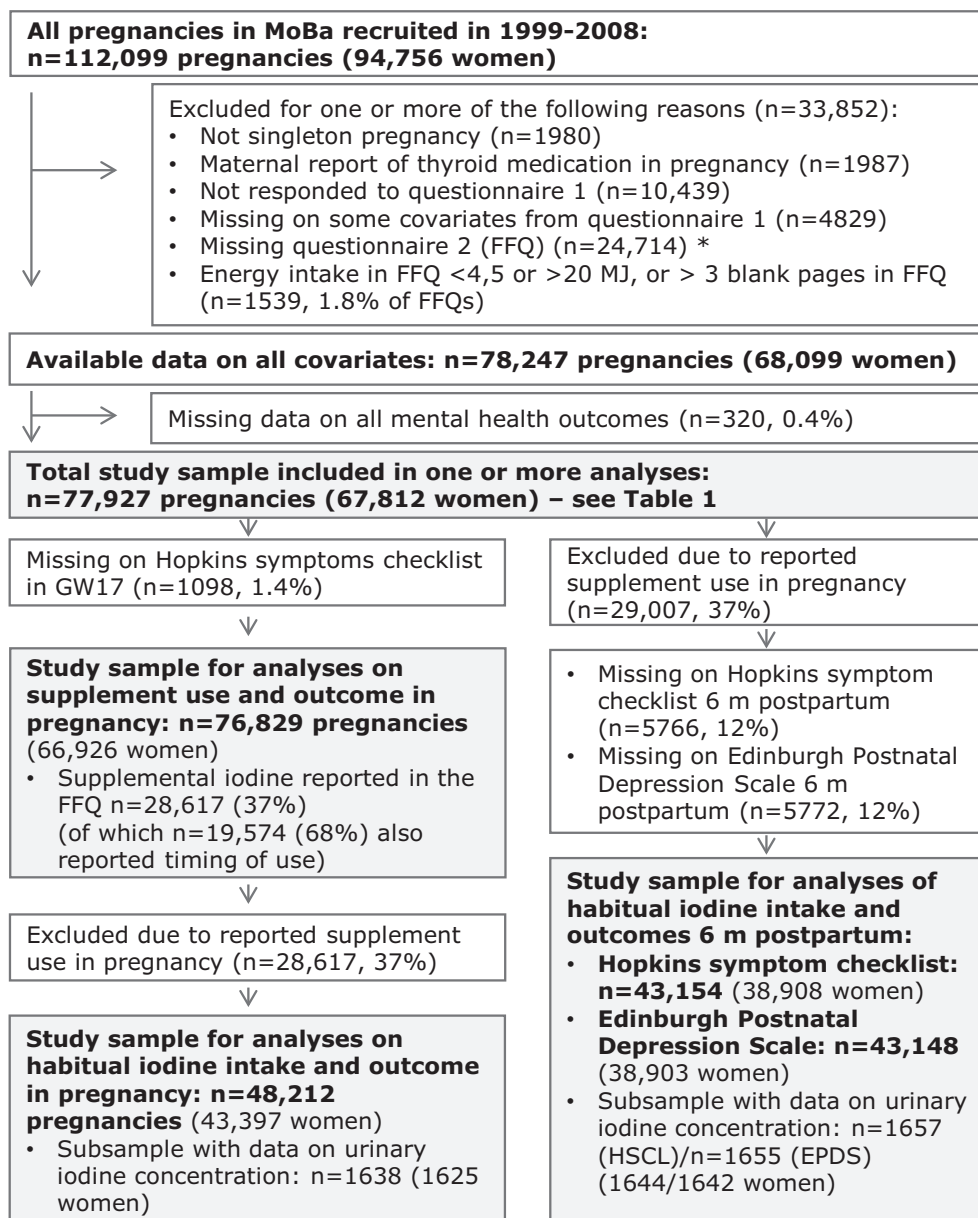 All pregnancies in MoBa recruited in 1999-2008:
n=112,099 pregnancies (94,756 women)
Excluded for one or more of the following reasons (n=33,852):
• Not singleton pregnancy (n=1980)
• Maternal report of thyroid medication in pregnancy (n=1987)
• Not responded to questionnaire 1 (n=10,439)
• Missing on some covariates from questionnaire 1 (n=4829)
• Missing questionnaire 2 (FFQ) (n=24,714) *
• Energy intake in FFQ <4,5 or >20 MJ, or > 3 blank pages in FFQ
(n=1539, 1.8% of FFQs)
Available data on all covariates: n=78,247 pregnancies (68,099 women)
Missing data on all mental health outcomes (n=320, 0.4%)
Total study sample included in one or more analyses:
n=77,927 pregnancies (67,812 women) – see Table 1
Missing on Hopkins symptoms checklist
in GW17 (n=1098, 1.4%)
Study sample for analyses on
supplement use and outcome in
pregnancy: n=76,829 pregnancies
(66,926 women)
• Supplemental iodine reported in the
FFQ n=28,617 (37%)
(of which n=19,574 (68%) also
reported timing of use)
Excluded due to reported supplement
use in pregnancy (n=28,617, 37%)
Study sample for analyses on
habitual iodine intake and outcome
in pregnancy: n=48,212
pregnancies (43,397 women)
• Subsample with data on urinary
iodine concentration: n=1638 (1625
women)
Excluded due to reported
supplement use in pregnancy
(n=29,007, 37%)
• Missing on Hopkins symptom
checklist 6 m postpartum
(n=5766, 12%)
• Missing on Edinburgh Postnatal
Depression Scale 6 m
postpartum (n=5772, 12%)
Study sample for analyses of
habitual iodine intake and
outcomes 6 m postpartum:
• Hopkins symptom checklist:
n=43,154 (38,908 women)
• Edinburgh Postnatal
Depression Scale: n=43,148
(38,903 women)
• Subsample with data on urinary
iodine concentration: n=1657
(HSCL)/n=1655 (EPDS)
(1644/1642 women)